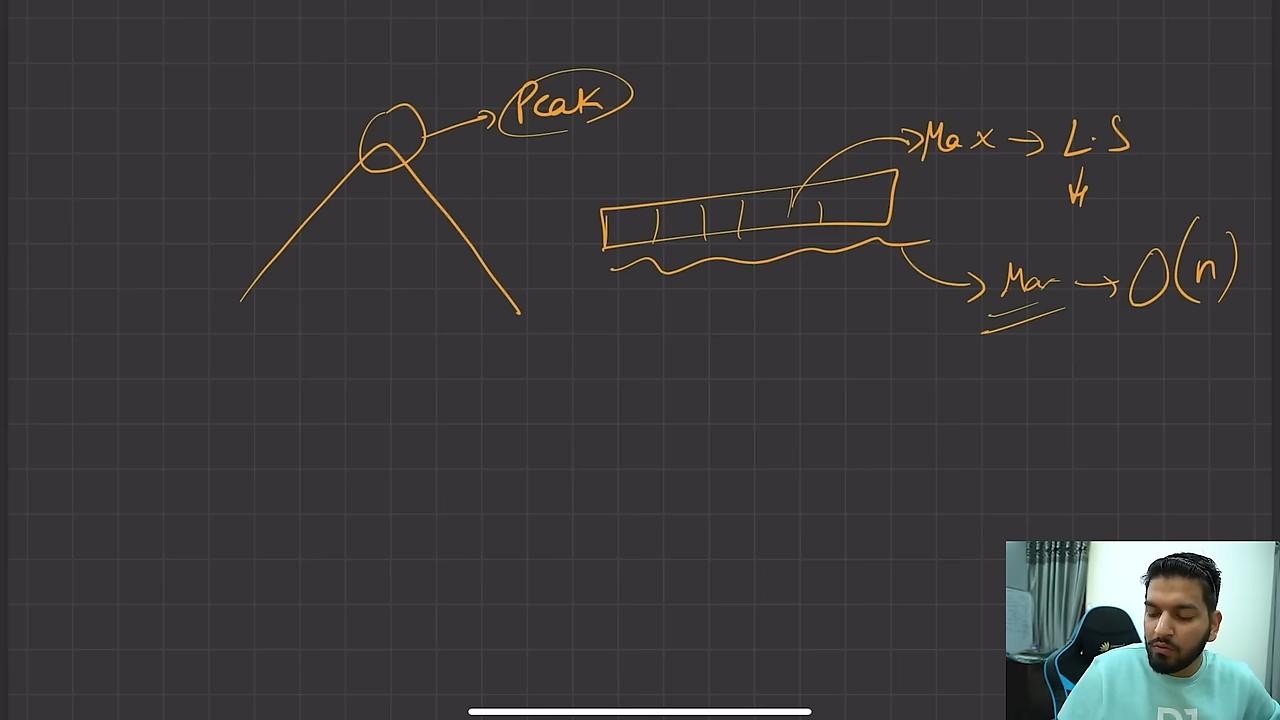 Peak
Max → L.S
Max → O(n)